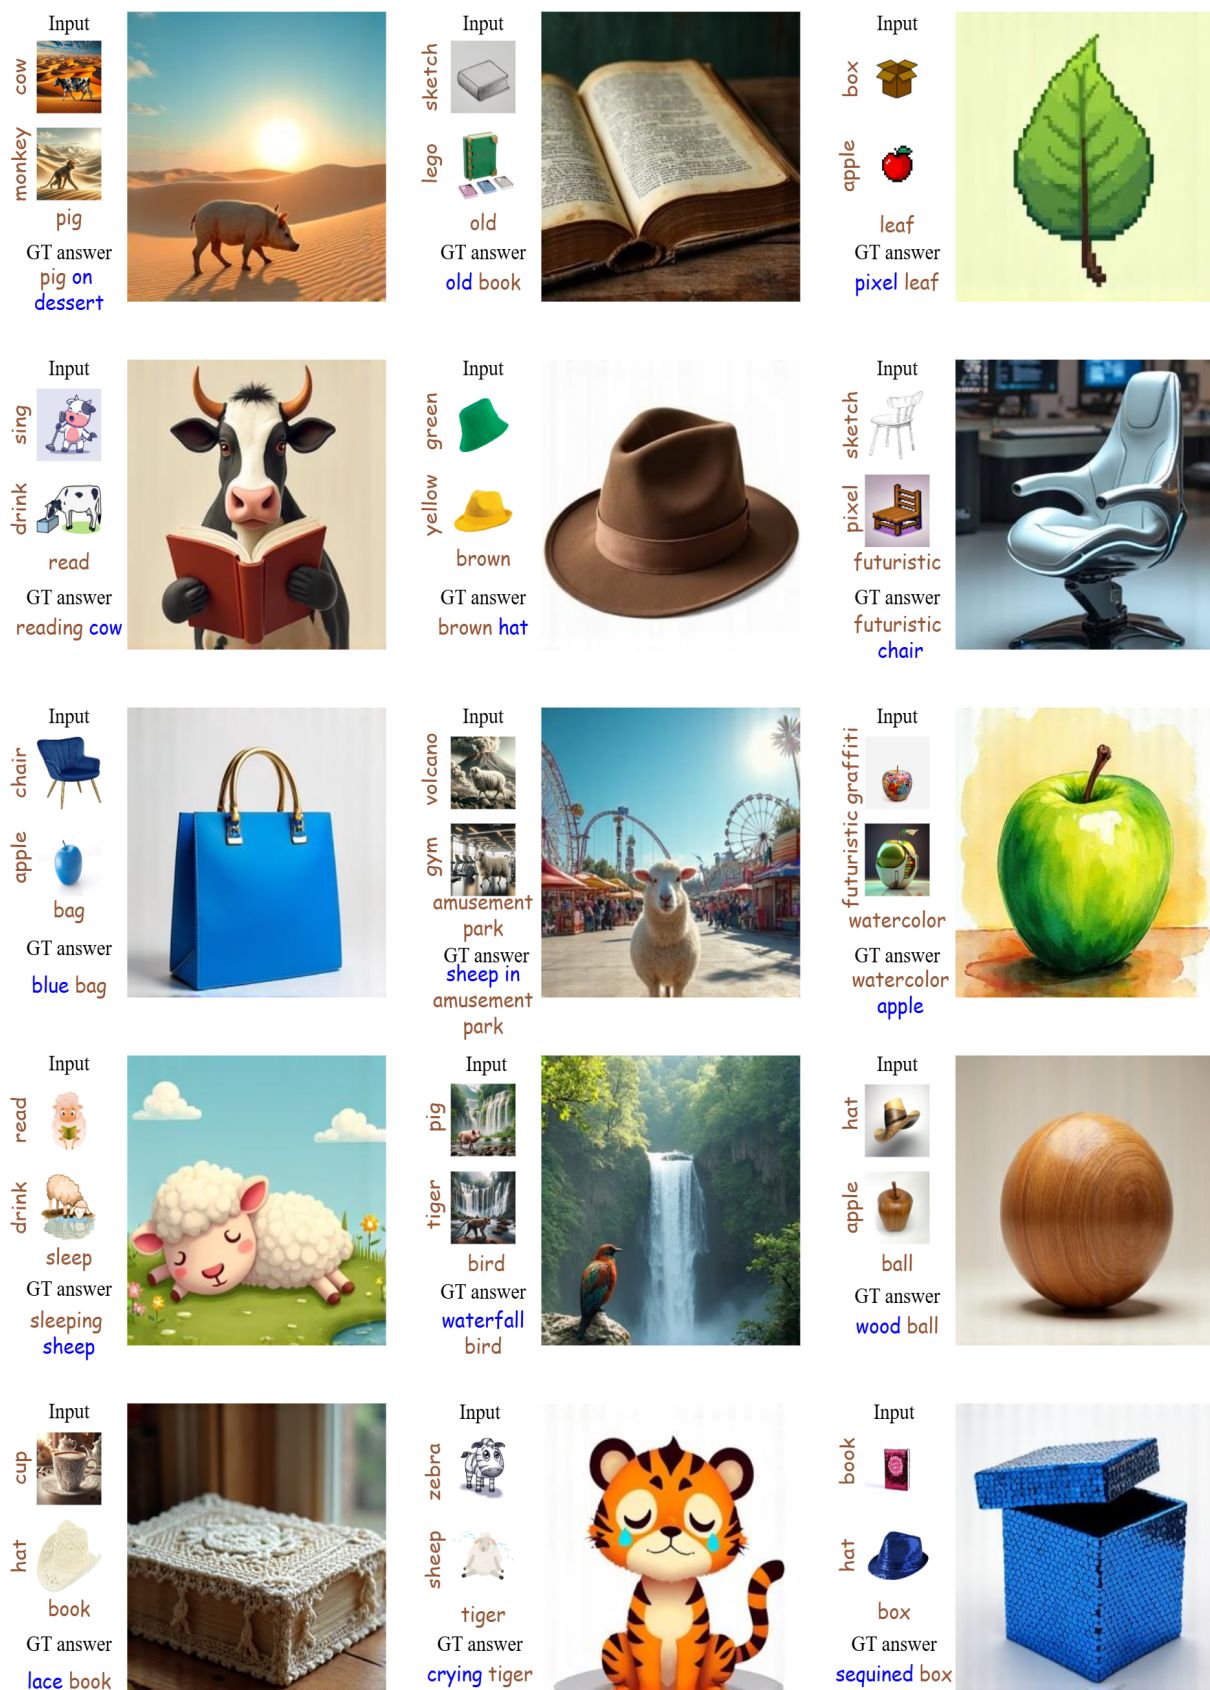 Input
cow
monkey
pig
GT answer
pig on
dessert
Input
sketch
lego
old
GT answer
old book
Input
box
apple
leaf
GT answer
pixel leaf
Input
sing
drink
read
GT answer
reading cow
Input
green
yellow
brown
GT answer
brown hat
Input
sketch
pixel
futuristic
GT answer
futuristic
chair
Input
chair
apple
bag
GT answer
blue bag
Input
volcano
gym
amusement
park
GT answer
sheep in
amusement
park
Input
graffiti
futuristic
watercolor
GT answer
watercolor
apple
Input
read
drink
sleep
GT answer
sleeping
sheep
Input
pig
tiger
bird
GT answer
waterfall
bird
Input
hat
apple
ball
GT answer
wood ball
Input
cup
hat
book
GT answer
lace book
Input
zebra
sheep
tiger
GT answer
crying tiger
Input
book
hat
box
GT answer
sequined box